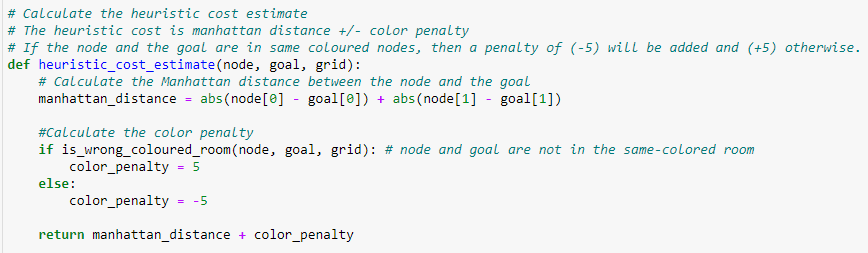 # Calculate the heuristic cost estimate
# The heuristic cost is manhattan distance +/- color penalty
# If the node and the goal are in same coloured nodes, then a penalty of (-5) will be added and (+5) otherwise.
def heuristic_cost_estimate(node, goal, grid):
    # Calculate the Manhattan distance between the node and the goal
    manhattan_distance = abs(node[0] - goal[0]) + abs(node[1] - goal[1])
    #Calculate the color penalty
    if is_wrong_coloured_room(node, goal, grid): # node and goal are not in the same-colored room
        color_penalty = 5
    else:
        color_penalty = -5
    return manhattan_distance + color_penalty